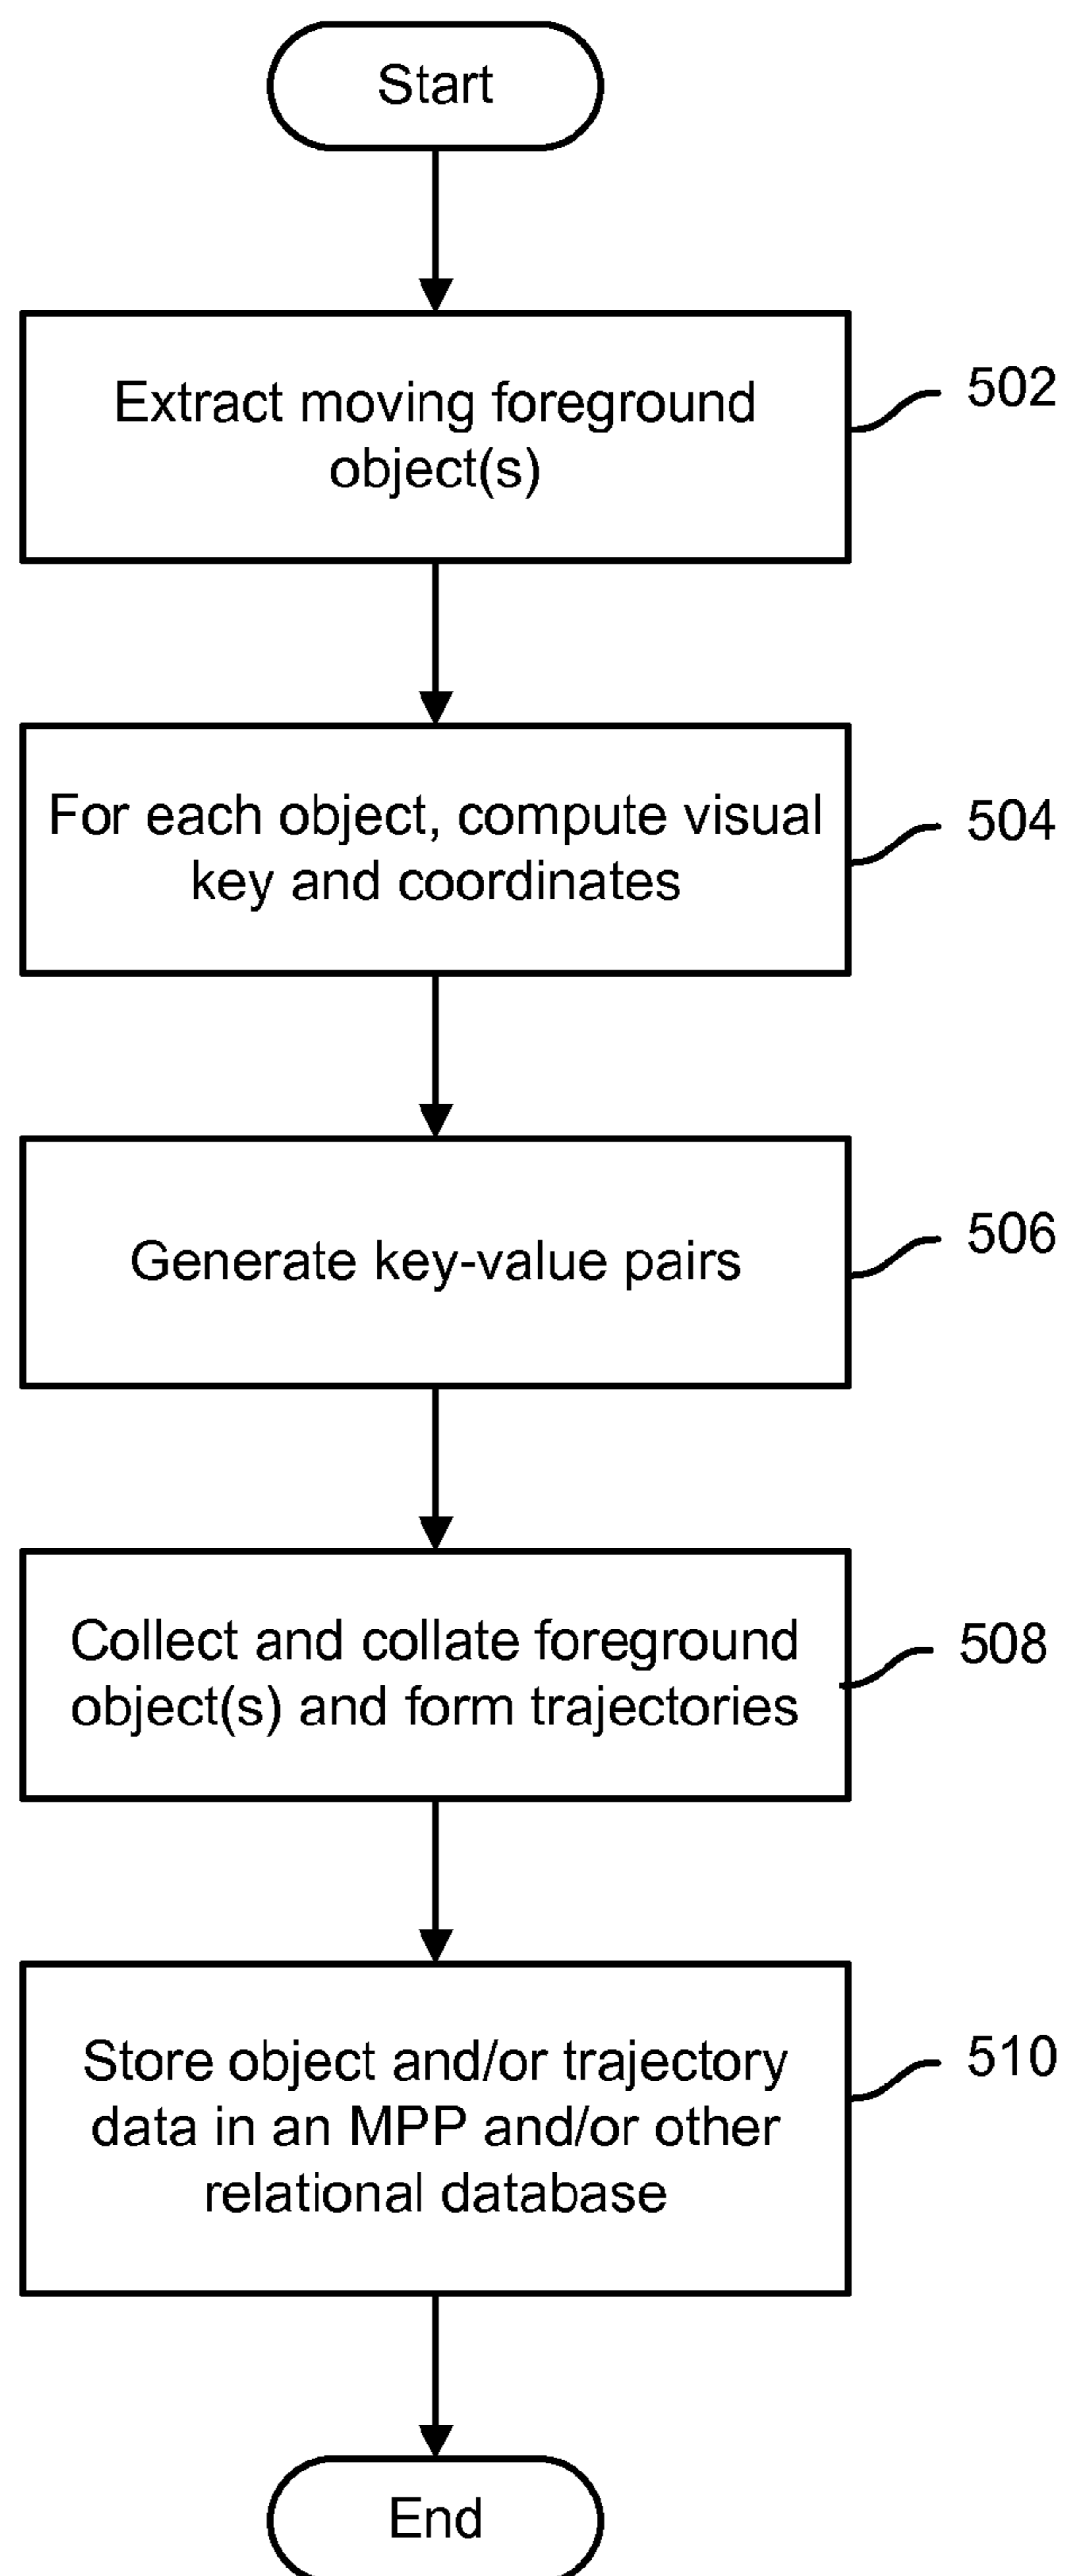 Start
Extract moving foreground
object(s)
502
For each object, compute visual
key and coordinates
504
Generate key-value pairs
506
Collect and collate foreground
object(s) and form trajectories
508
Store object and/or trajectory
data in an MPP and/or other
relational database
510
End